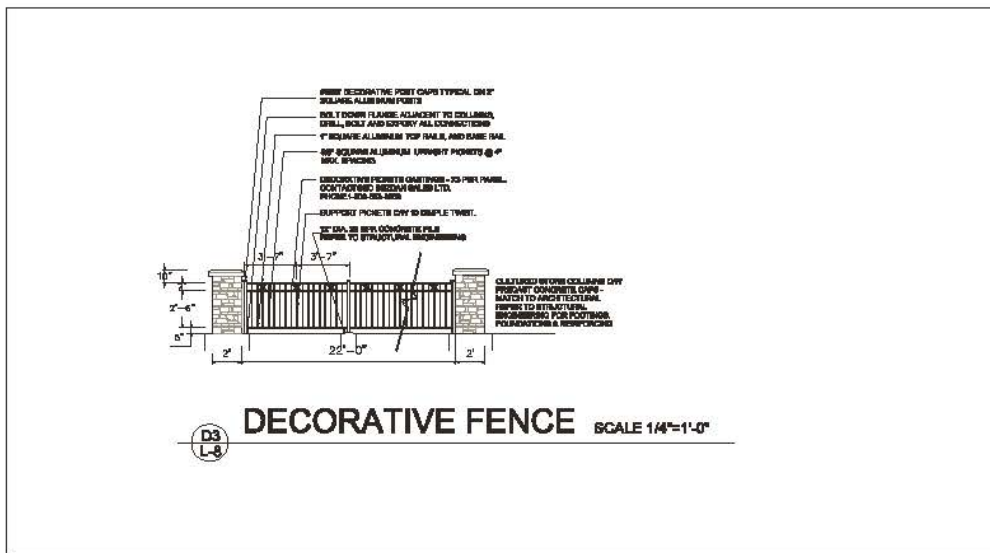 DECORATIVE POST CAPS TYPICAL ON 2"
SQUARE ALUMINUM POSTS
BOLT DOWN FLANGE ADJACENT TO COLUMNS,
DRILL, BOLT AND EXPOXY ALL CONNECTIONS
1" SQUARE ALUMINUM TOP RAILS, AND BASE RAIL
SQUARE ALUMINUM UPRIGHT PICKETS @ 4"
MAX. SPACING
DECORATIVE PICKETS CASTINGS - PER PANEL.
CONTACT SALES LTD.
SUPPORT PICKETS C/W SIMPLE TWIST.
12" DIA. CONCRETE PILE
REFER TO STRUCTURAL ENGINEERING
3'-7" 3'-7"
10"
2'-6"
6"
CULTURED STONE COLUMNS C/W
PRECAST CONCRETE CAPS -
MATCH TO ARCHITECTURAL
REFER TO STRUCTURAL
ENGINEERING FOR FOOTINGS,
FOUNDATIONS & REINFORCING
2' 22'-0" 2'
DECORATIVE FENCE SCALE 1/4"=1'-0"
D3
L-8